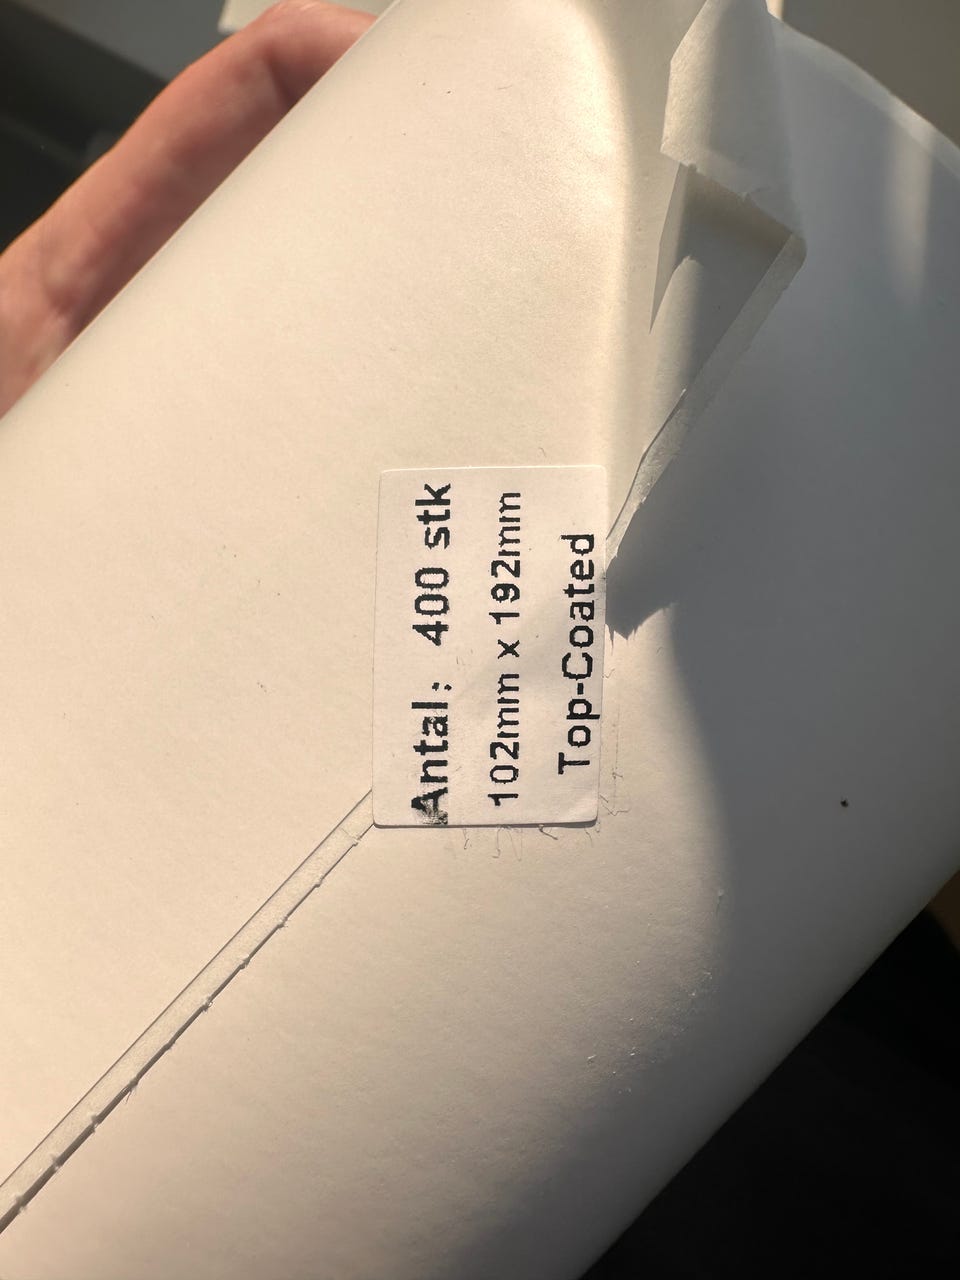 Antal: 400 stk
102mm x 192mm
Top-Coated